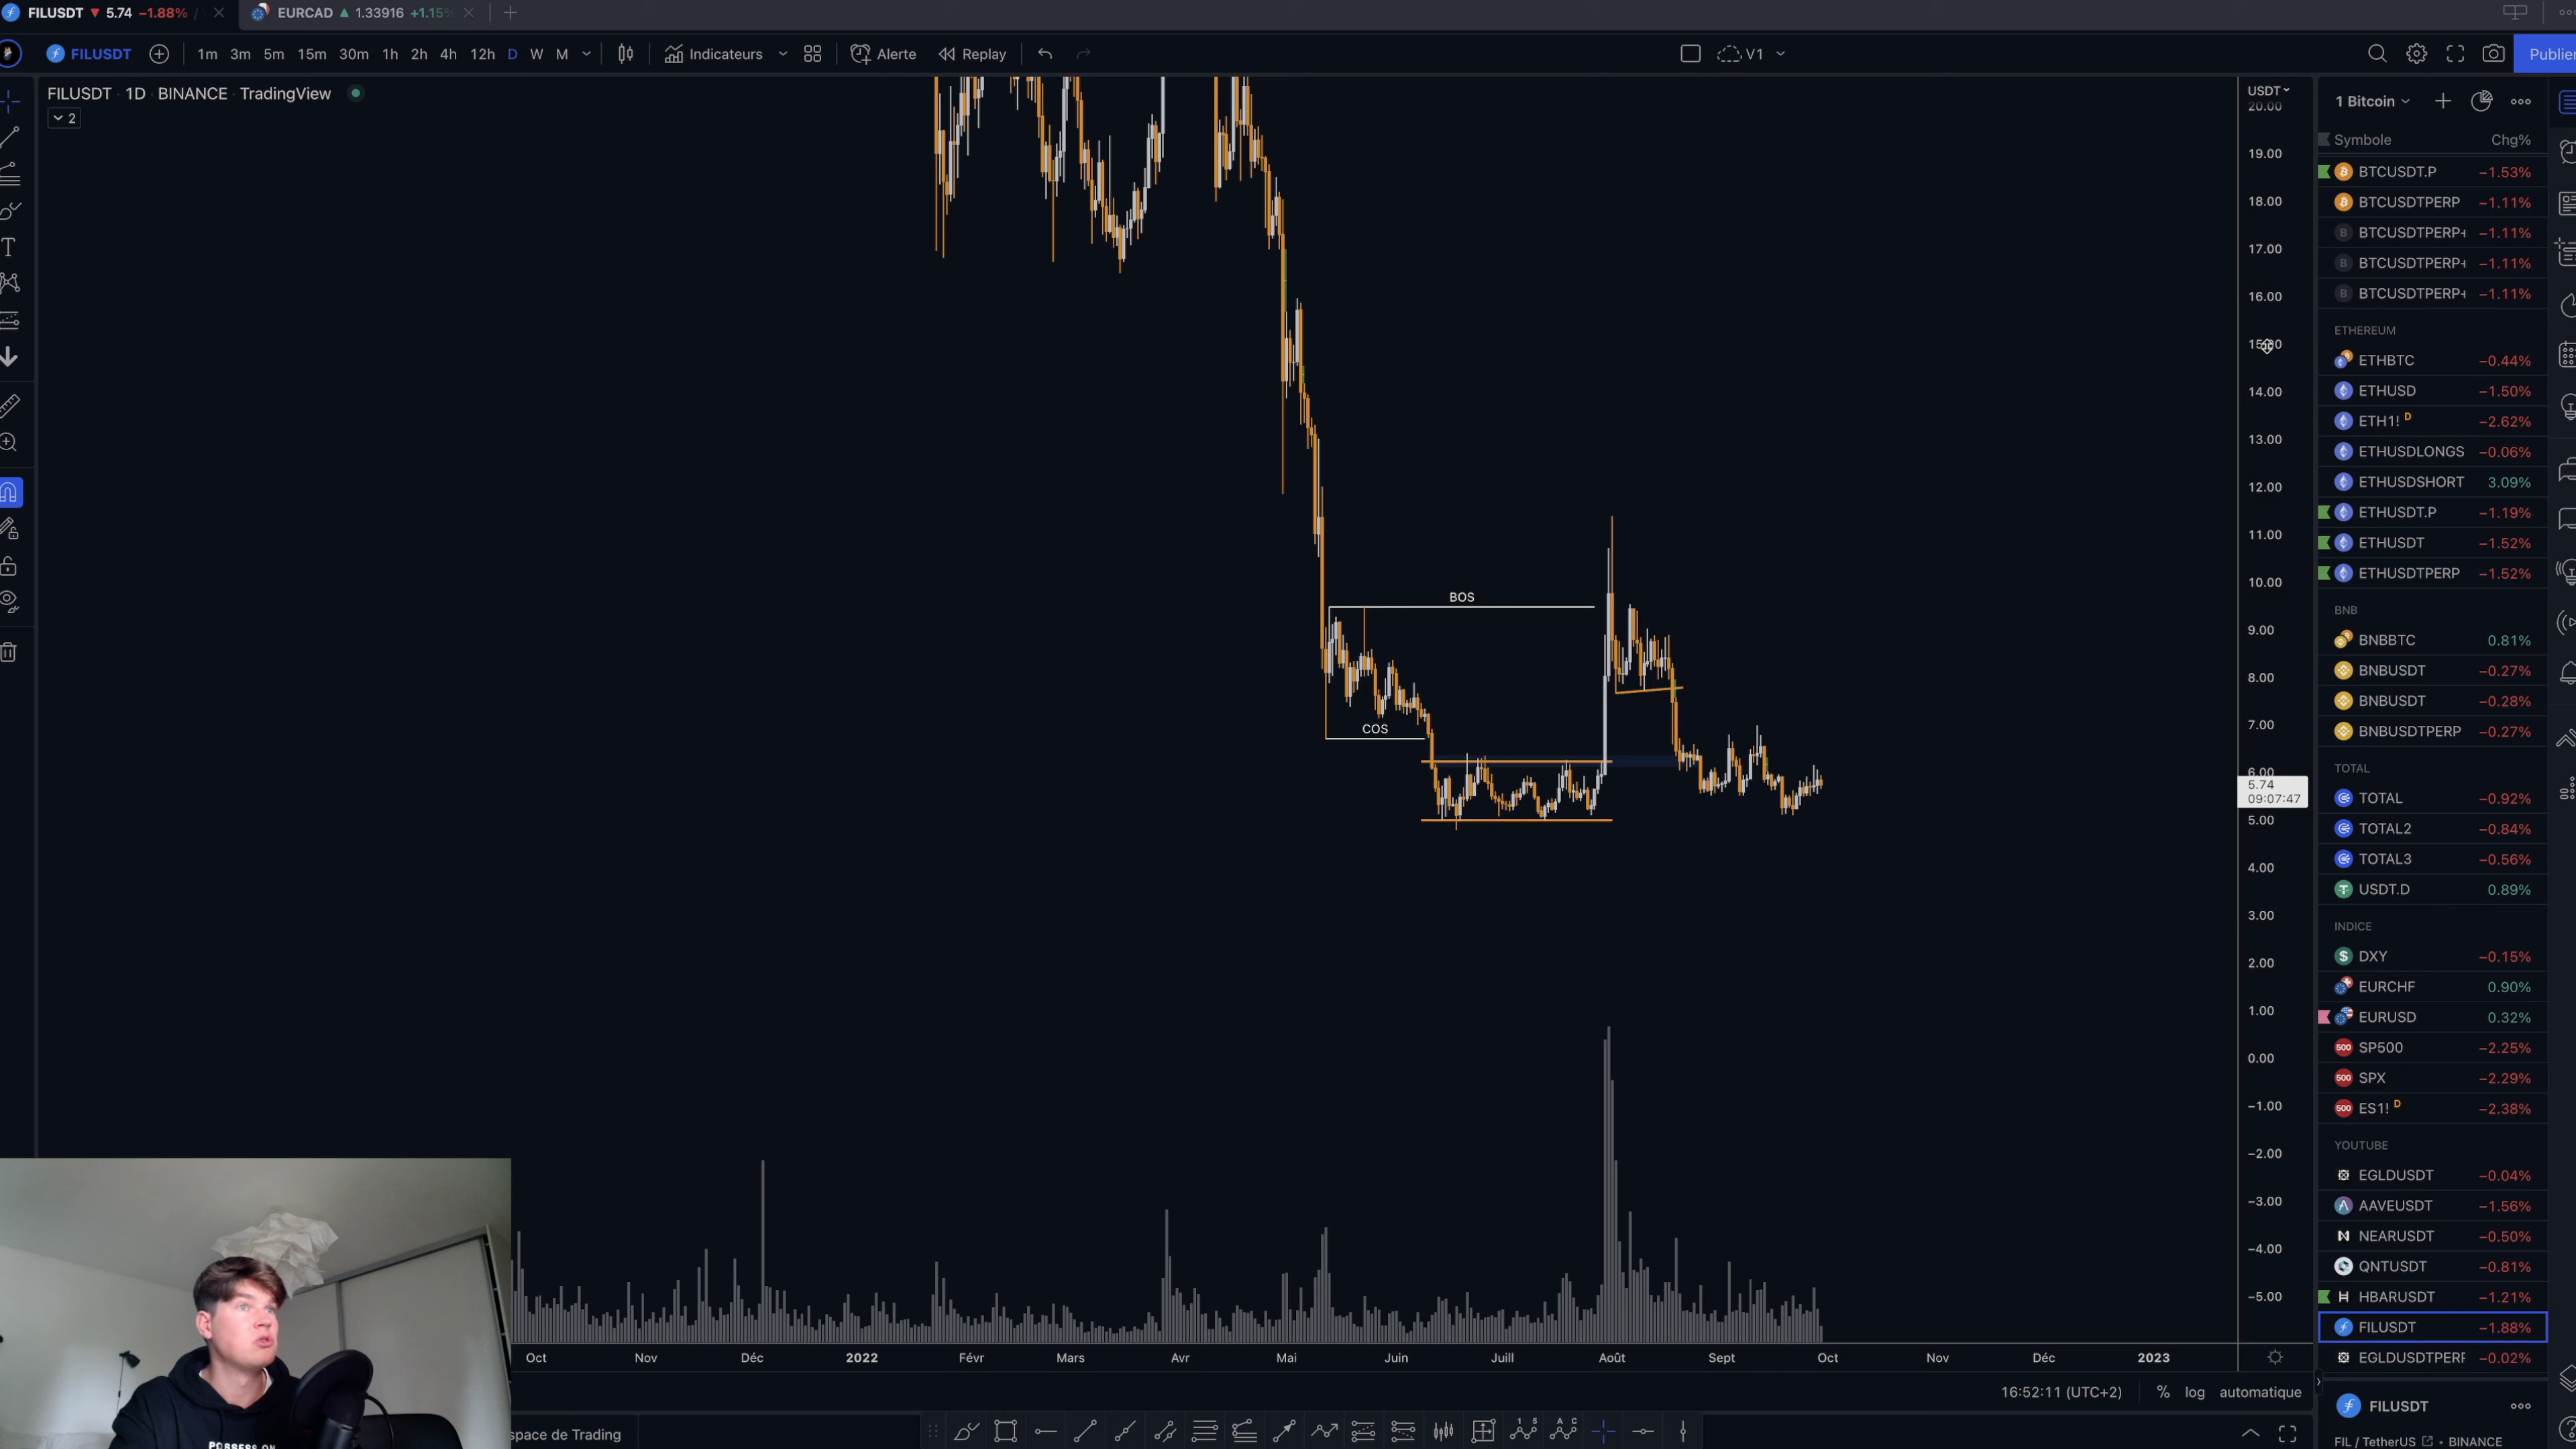 FILUSDT ▼ 5.74 −1.88% /
EURCAD ▲ 1.33916 +1.15%
FILUSDT
1m 3m 5m 15m 30m 1h 2h 4h 12h D W M
Indicateurs
Alerte
Replay
V1
Publier
FILUSDT · 1D · BINANCE · TradingView
2
USDT
20.00
19.00
18.00
17.00
16.00
15.00
14.00
13.00
12.00
11.00
10.00
9.00
8.00
7.00
6.00
5.74
09:07:47
5.00
4.00
3.00
2.00
1.00
0.00
−1.00
−2.00
−3.00
−4.00
−5.00
BOS
COS
Oct Nov Déc 2022 Févr Mars Avr Mai Juin Juill Août Sept Oct Nov Déc 2023
16:52:11 (UTC+2) % log automatique
space de Trading
POSSESS ON
1 Bitcoin
Symbole Chg%
BTCUSDT.P −1.53%
BTCUSDTPERP −1.11%
BTCUSDTPERP −1.11%
BTCUSDTPERP −1.11%
BTCUSDTPERP −1.11%
ETHEREUM
ETHBTC −0.44%
ETHUSD −1.50%
ETH1! D −2.62%
ETHUSDLONGS −0.06%
ETHUSDSHORT 3.09%
ETHUSDT.P −1.19%
ETHUSDT −1.52%
ETHUSDTPERP −1.52%
BNB
BNBBTC 0.81%
BNBUSDT −0.27%
BNBUSDT −0.28%
BNBUSDTPERP −0.27%
TOTAL
TOTAL −0.92%
TOTAL2 −0.84%
TOTAL3 −0.56%
USDT.D 0.89%
INDICE
DXY −0.15%
EURCHF 0.90%
EURUSD 0.32%
SP500 −2.25%
SPX −2.29%
ES1! D −2.38%
YOUTUBE
EGLDUSDT −0.04%
AAVEUSDT −1.56%
NEARUSDT −0.50%
QNTUSDT −0.81%
HBARUSDT −1.21%
FILUSDT −1.88%
EGLDUSDTPERP −0.02%
FILUSDT
FIL / TetherUS • BINANCE